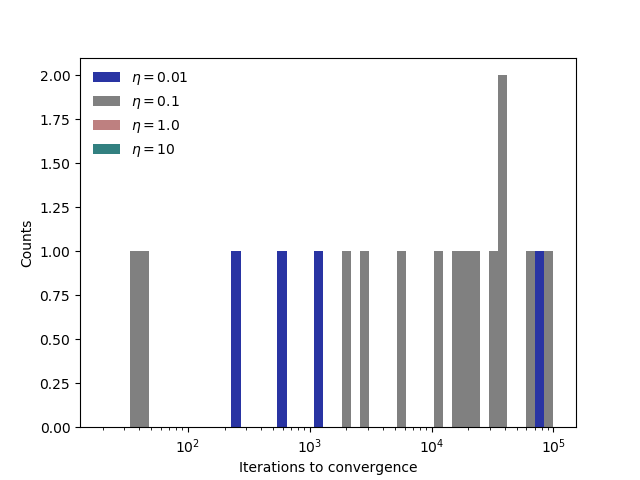 2.00
1.75
1.50
1.25
1.00
0.75
0.50
0.25
0.00
Counts
η = 0.01
η = 0.1
η = 1.0
η = 10
10²
10³
10⁴
10⁵
Iterations to convergence